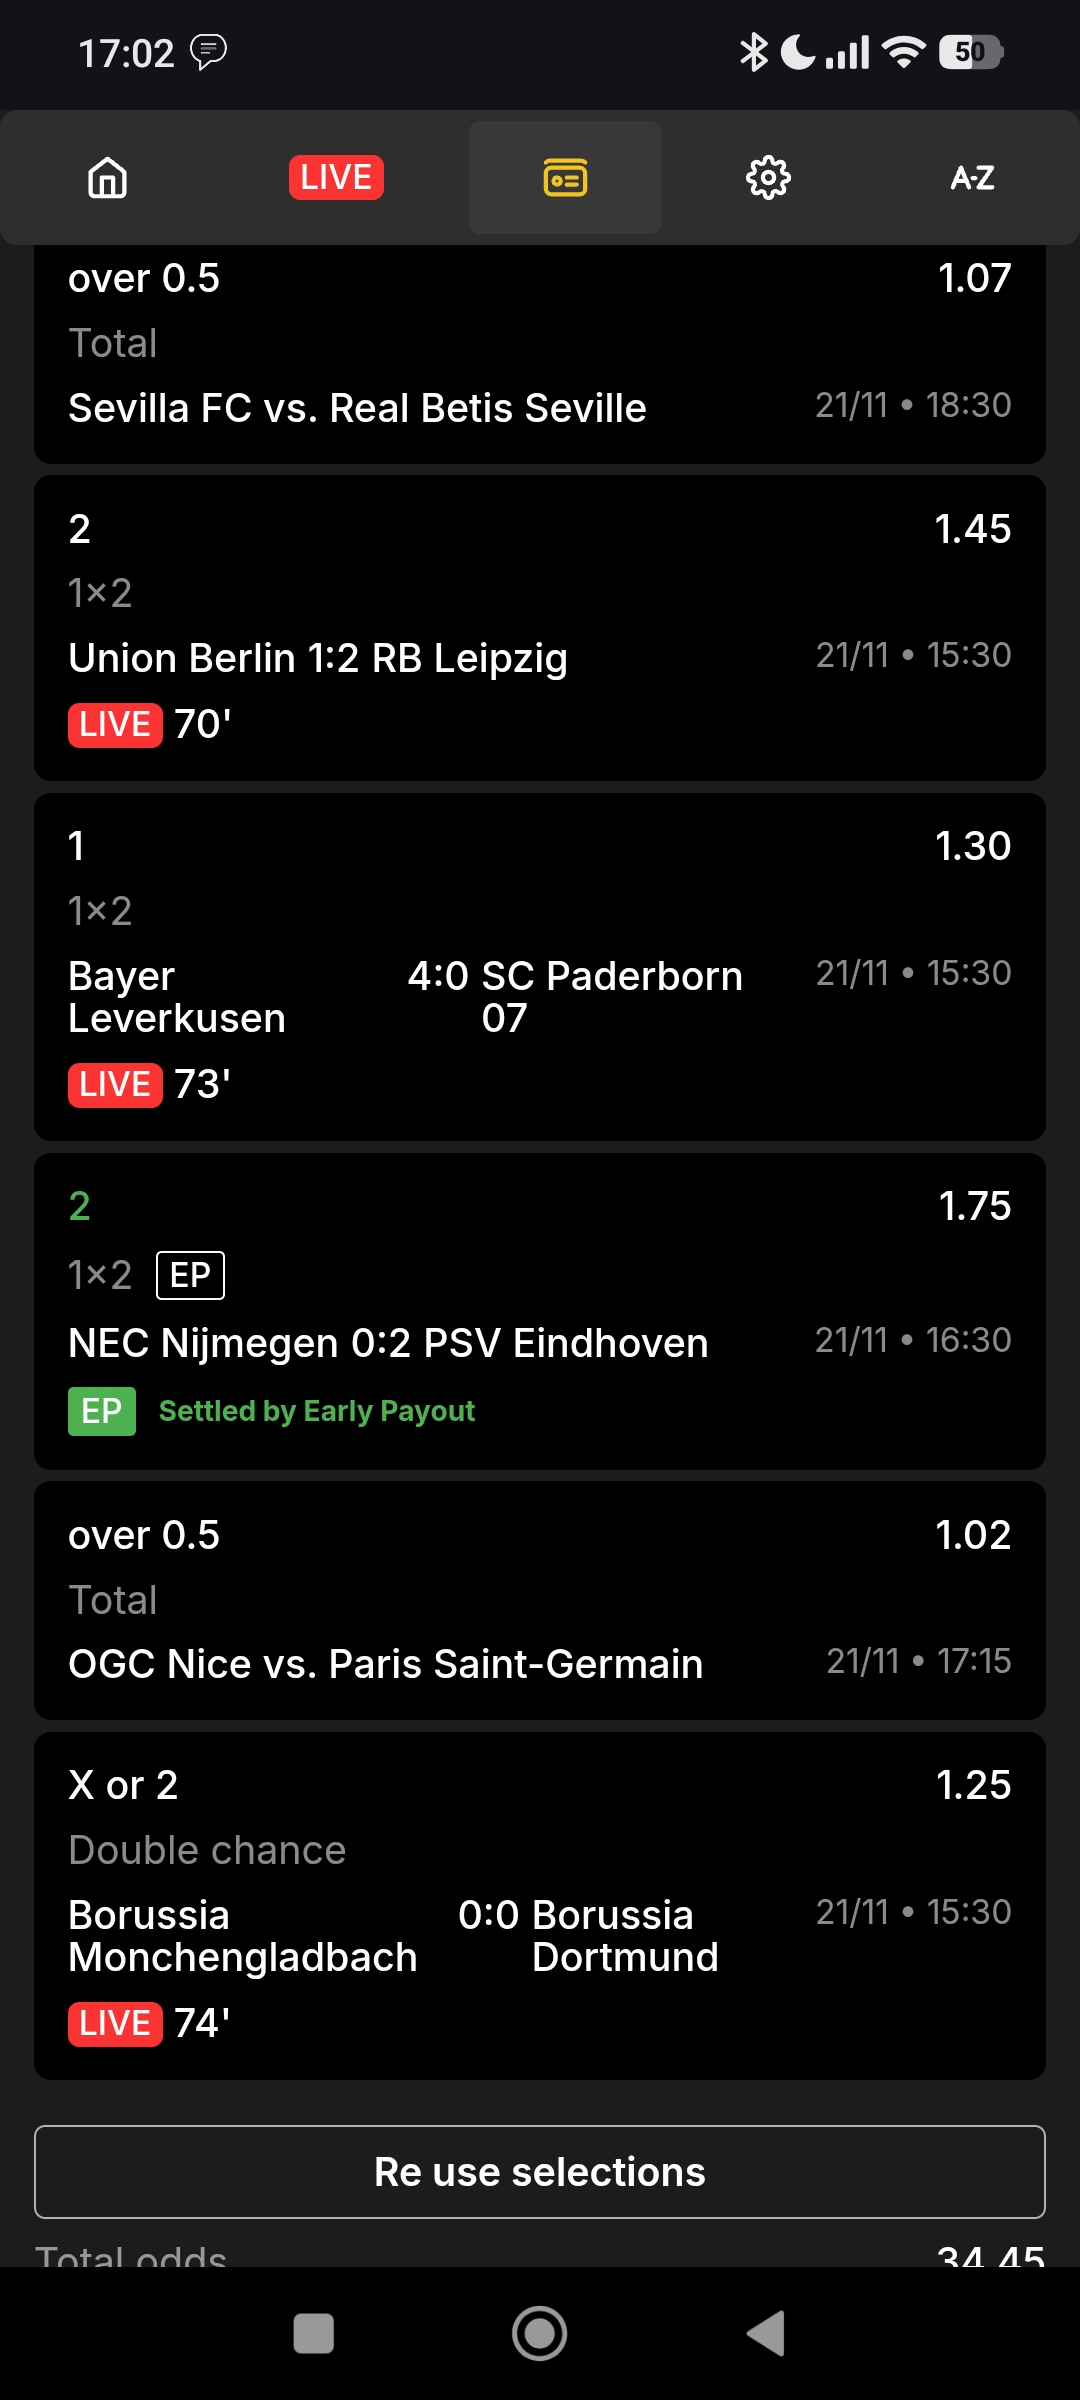 17:02
50
LIVE
A-Z
over 0.5 1.07
Total
Sevilla FC vs. Real Betis Seville 21/11 • 18:30
2 1.45
1×2
Union Berlin 1:2 RB Leipzig 21/11 • 15:30
LIVE 70'
1 1.30
1×2
Bayer 4:0 SC Paderborn 21/11 • 15:30
Leverkusen 07
LIVE 73'
2 1.75
1×2 EP
NEC Nijmegen 0:2 PSV Eindhoven 21/11 • 16:30
EP Settled by Early Payout
over 0.5 1.02
Total
OGC Nice vs. Paris Saint-Germain 21/11 • 17:15
X or 2 1.25
Double chance
Borussia 0:0 Borussia 21/11 • 15:30
Monchengladbach Dortmund
LIVE 74'
Re use selections
Total odds 34.45